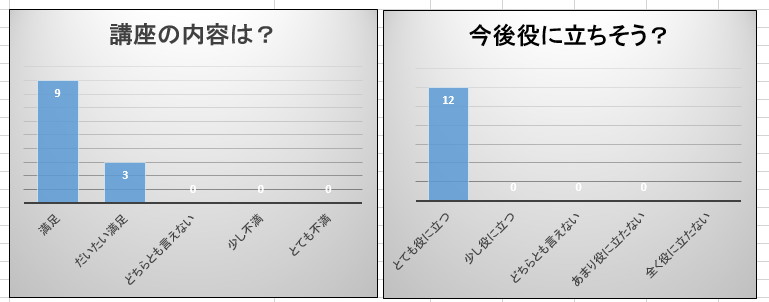 講座の内容は？
9
3
0
0
0
満足
だいたい満足
どちらとも言えない
少し不満
とても不満
今後役に立ちそう？
12
0
0
0
とても役に立つ
少し役に立つ
どちらとも言えない
あまり役に立たない
全く役に立たない